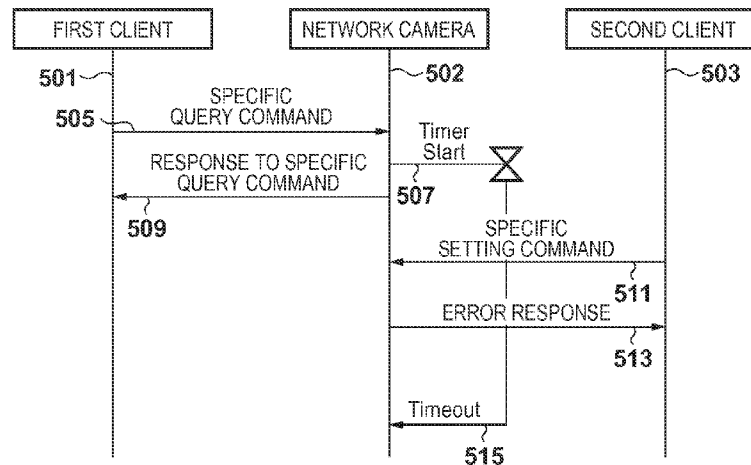 FIRST CLIENT
NETWORK CAMERA
SECOND CLIENT
501
502
503
SPECIFIC
QUERY COMMAND
505
Timer
Start
507
RESPONSE TO SPECIFIC
QUERY COMMAND
509
SPECIFIC
SETTING COMMAND
511
ERROR RESPONSE
513
Timeout
515